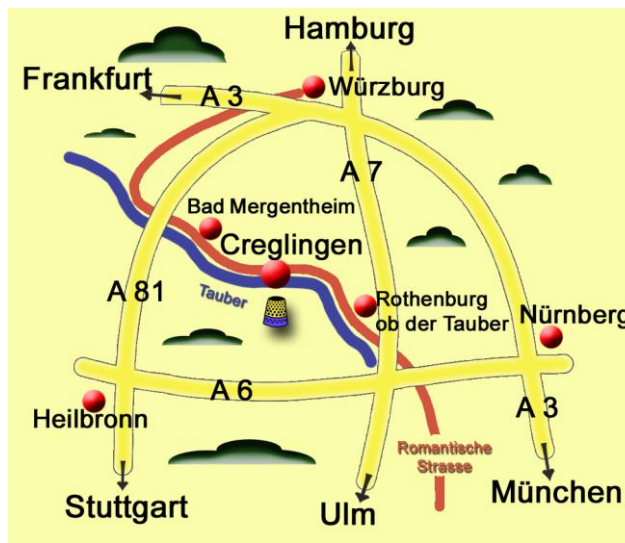 Hamburg
Frankfurt
A 3
Würzburg
A 7
Bad Mergentheim
Creglingen
A 81
Tauber
Rothenburg
ob der Tauber
Nürnberg
A 6
Heilbronn
A 3
Romantische
Strasse
Stuttgart
Ulm
München